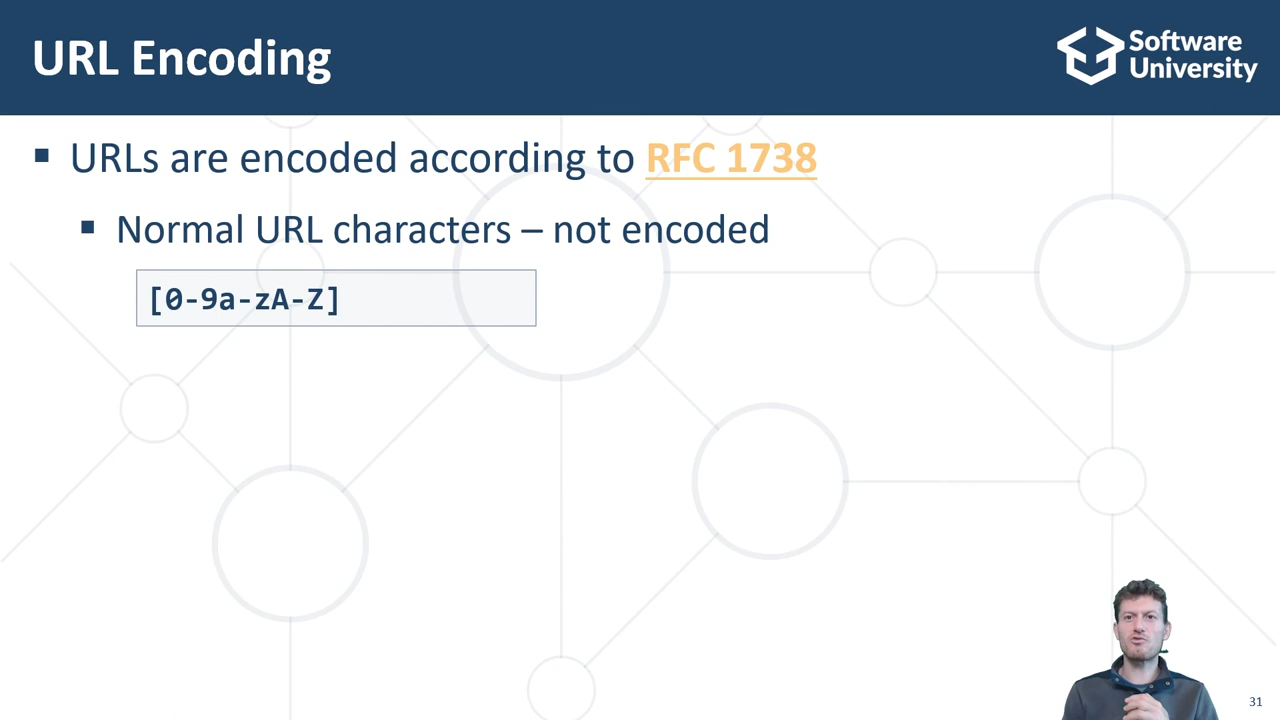 URL Encoding
Software
University
URLs are encoded according to RFC 1738
Normal URL characters – not encoded
[0-9a-zA-Z]
31